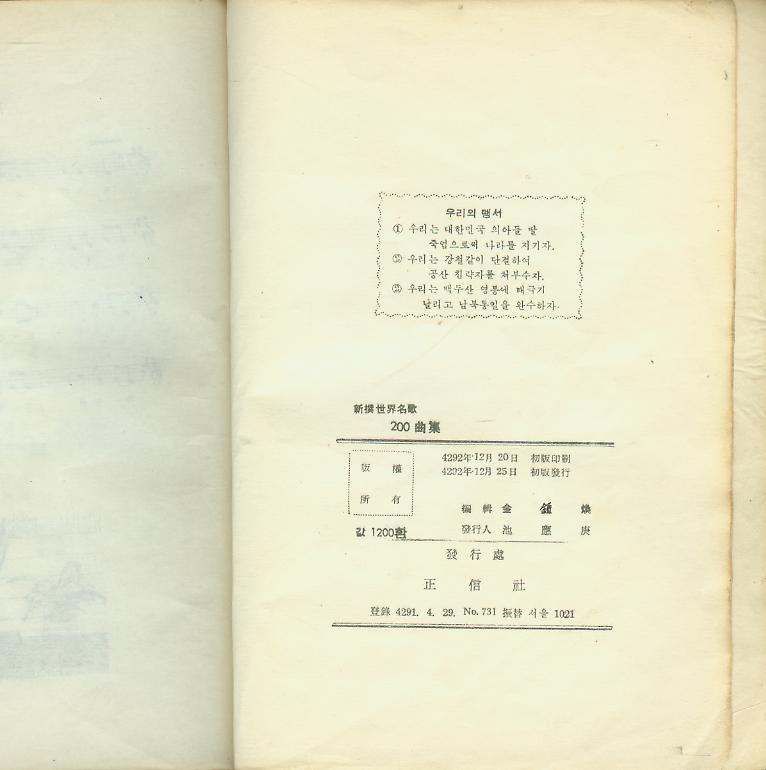 우리의 맹서
① 우리는 대한민국 의아들 딸
죽엄으로써 나라를 지키자.
② 우리는 강철같이 단결하여
공산 침략자를 쳐부수자.
③ 우리는 백두산 영봉에 태극기
날리고 남북통일을 완수하자.
新撰世界名歌
200 曲集
版權
所有
4292年·12月 20日 初版印刷
4292年·12月 25日 初版發行
編輯 金 鍾 煥
發行人 池 應 庚
값 1200환
發行處
正信社
登錄 4291. 4. 29. No. 731 振替 서울 1021